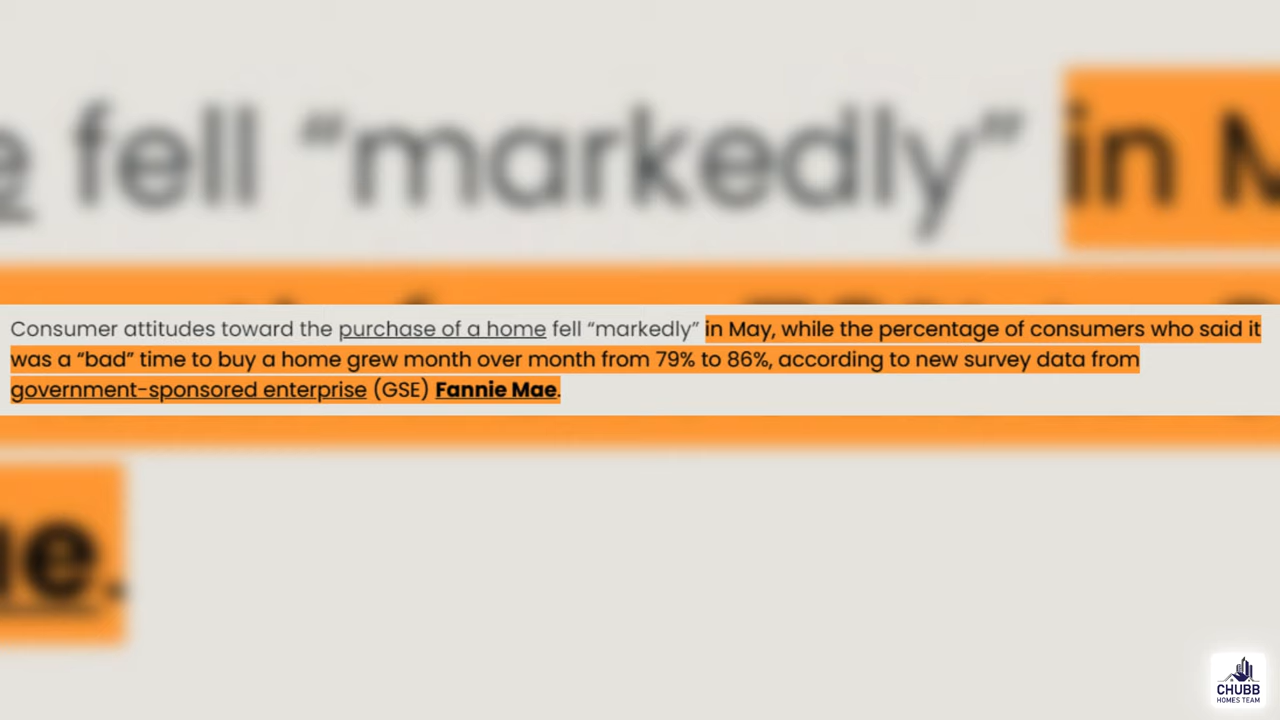 e fell “markedly” in M
Consumer attitudes toward the purchase of a home fell “markedly” in May, while the percentage of consumers who said it
was a “bad” time to buy a home grew month over month from 79% to 86%, according to new survey data from
government-sponsored enterprise (GSE) Fannie Mae.
ae.
CHUBB
HOMES TEAM